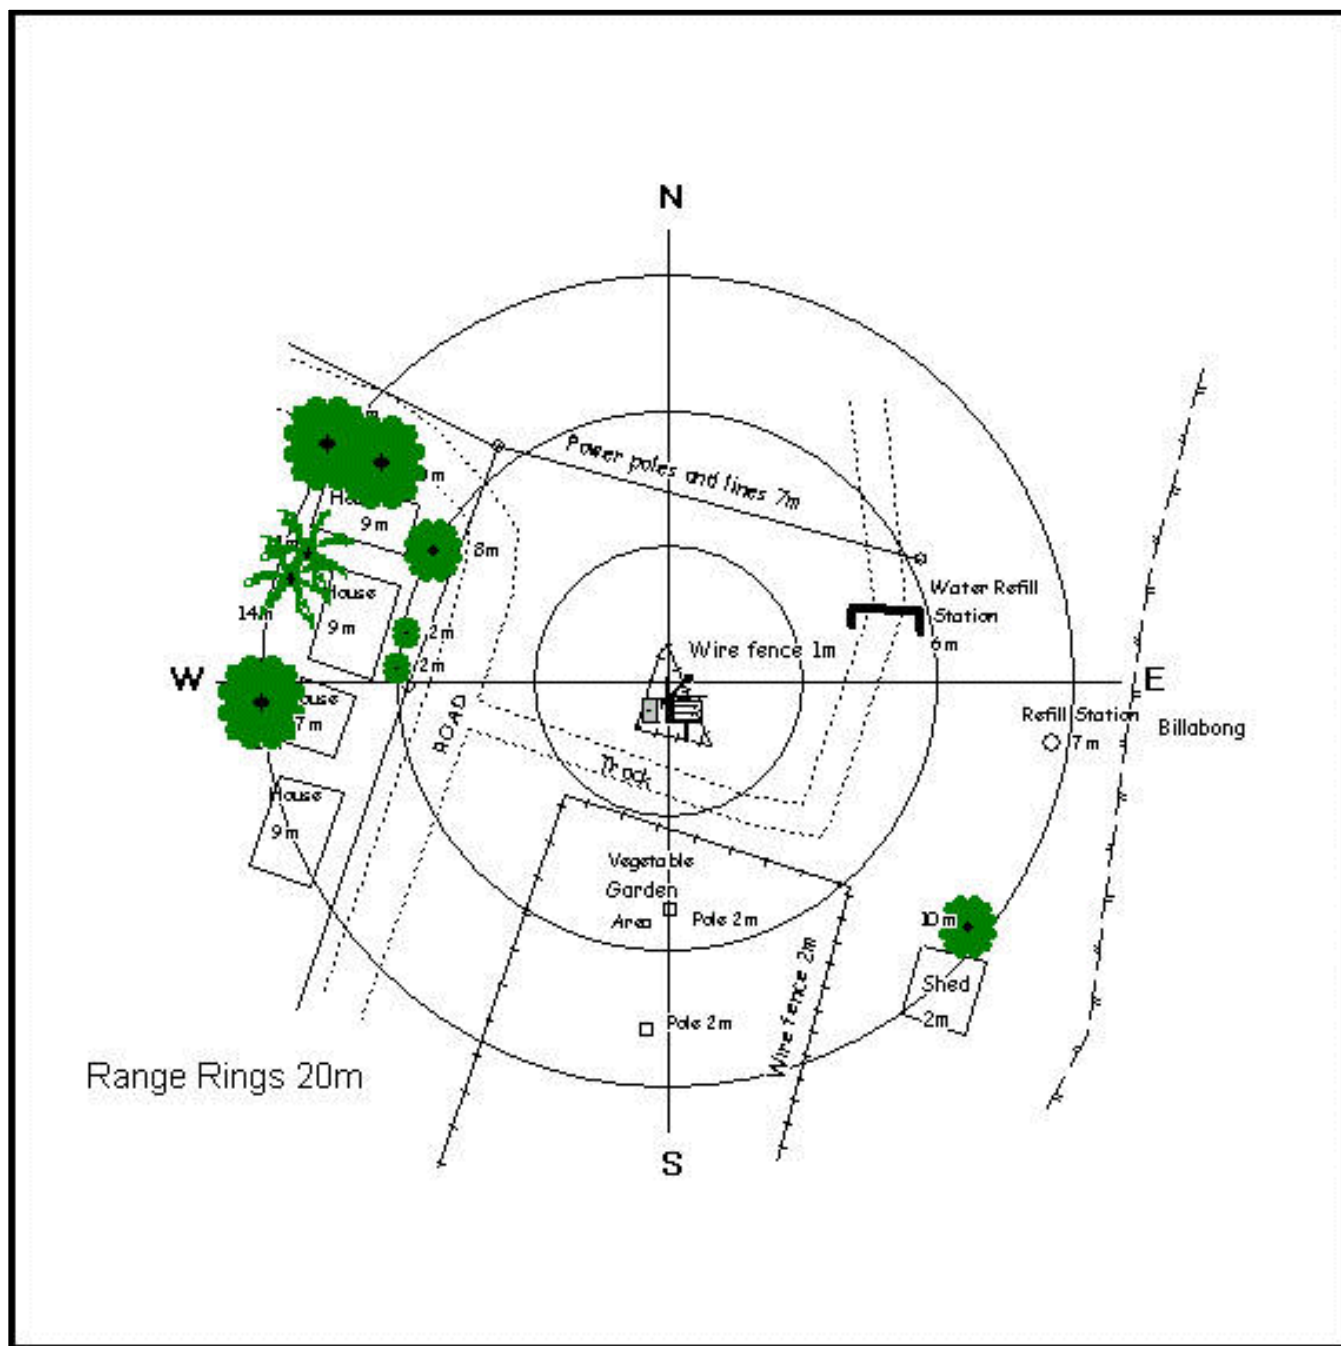 N
Power poles and lines 7m
House
9m
8m
Water Refill
Station
6m
House
14m
9m
2m
2m
Wire fence 1m
W
E
House
7m
ROAD
Refill Station
7m
Billabong
Track
House
9m
Vegetable
Garden
Area
Pole 2m
10m
Wire fence 2m
Shed
2m
Pole 2m
Range Rings 20m
S